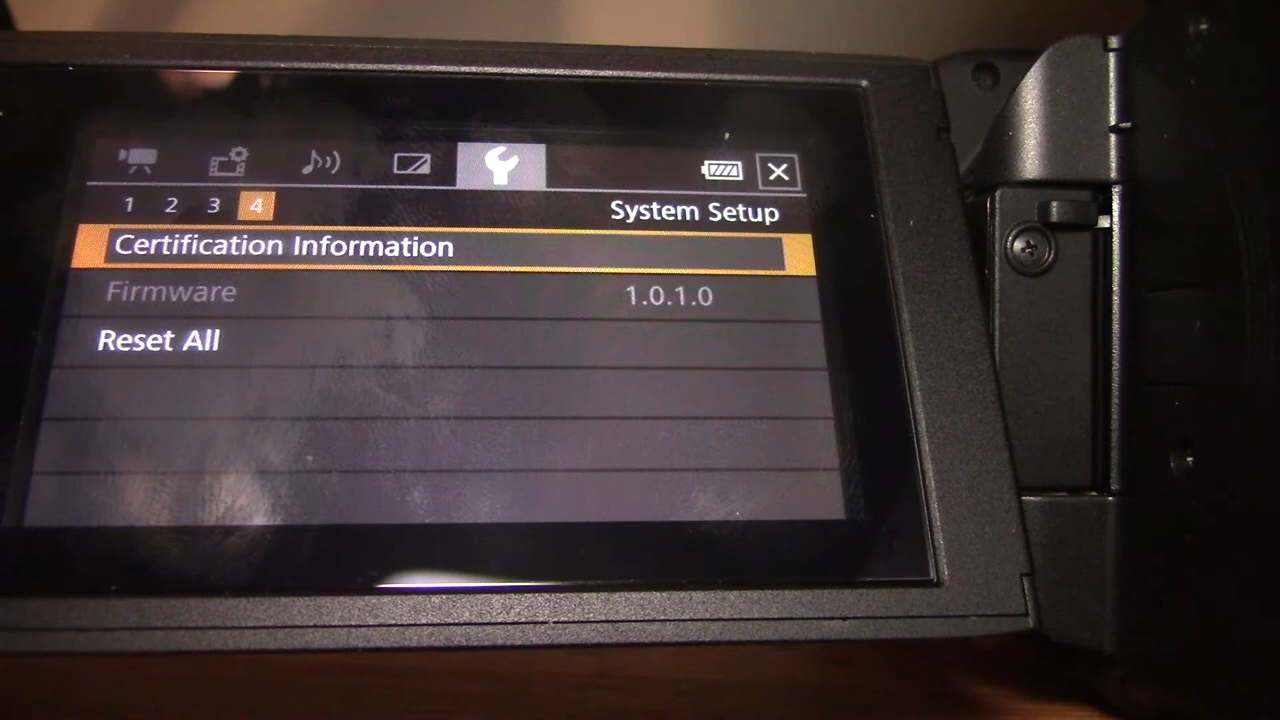 1 2 3 4
System Setup
Certification Information
Firmware 1.0.1.0
Reset All